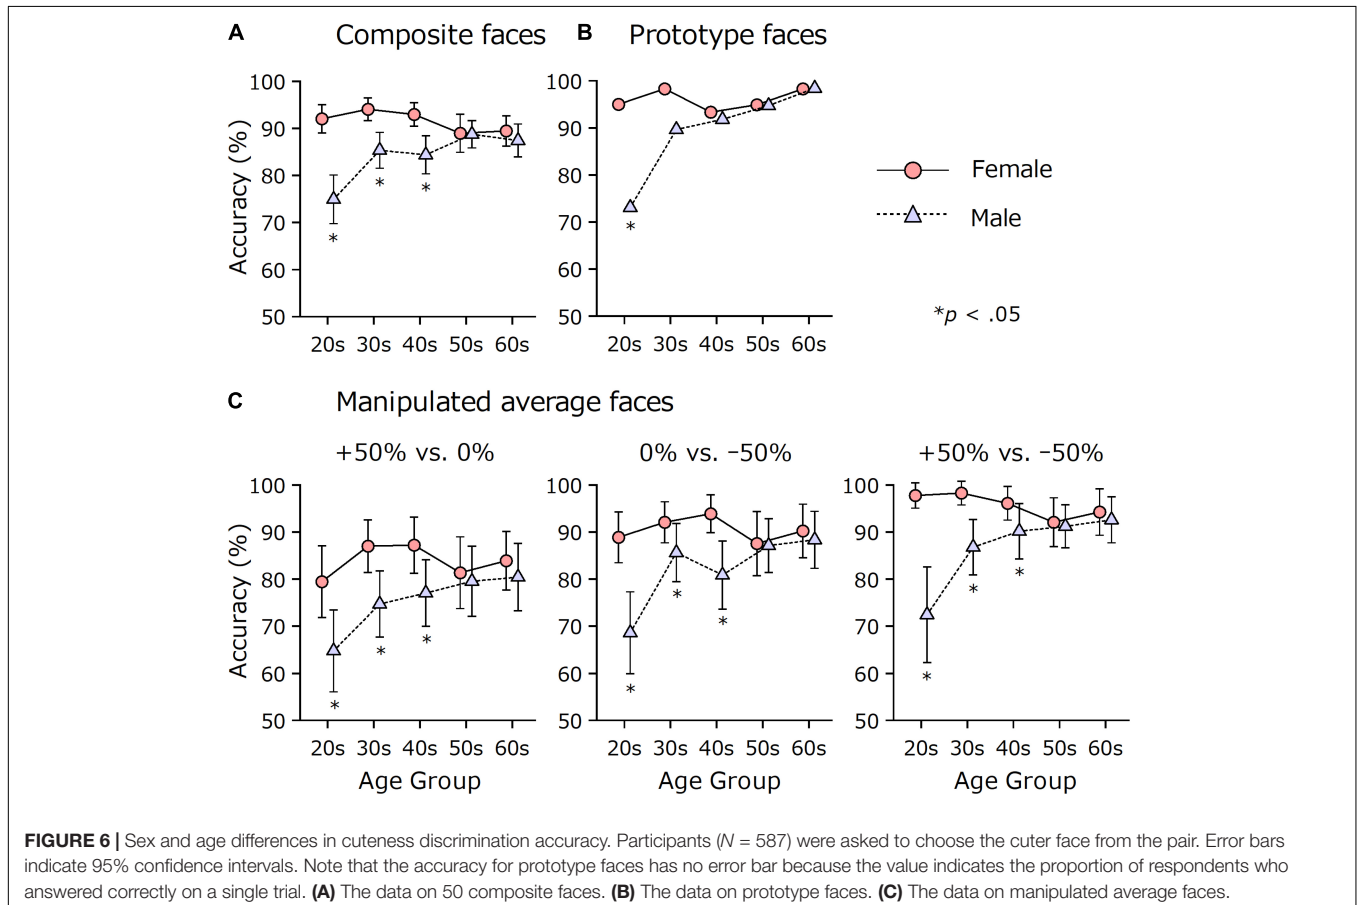 A Composite faces B Prototype faces
100
90
80
70
60
50
Accuracy (%)
*
*
*
20s 30s 40s 50s 60s
100
90
80
70
60
50
*
20s 30s 40s 50s 60s
Female
Male
*p < .05
C Manipulated average faces
+50% vs. 0%
100
90
80
70
60
50
Accuracy (%)
*
*
*
20s 30s 40s 50s 60s
Age Group
0% vs. −50%
100
90
80
70
60
50
*
*
*
20s 30s 40s 50s 60s
+50% vs. −50%
100
90
80
70
60
50
*
*
*
20s 30s 40s 50s 60s
Age Group
FIGURE 6 | Sex and age differences in cuteness discrimination accuracy. Participants (N = 587) were asked to choose the cuter face from the pair. Error bars
indicate 95% confidence intervals. Note that the accuracy for prototype faces has no error bar because the value indicates the proportion of respondents who
answered correctly on a single trial. (A) The data on 50 composite faces. (B) The data on prototype faces. (C) The data on manipulated average faces.